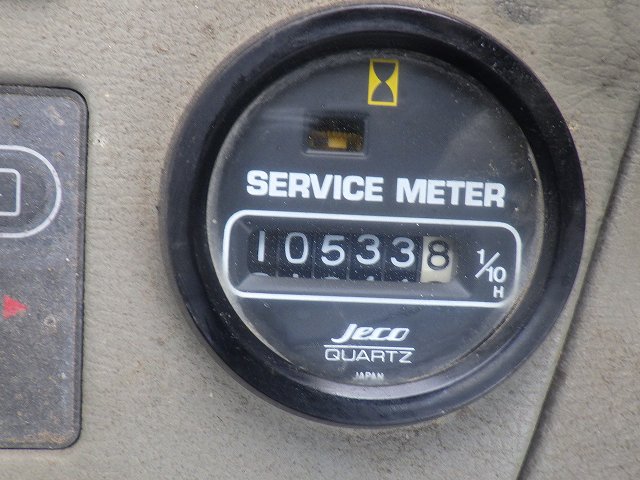 SERVICE METER
105338 1/10
H
Jeco
QUARTZ
JAPAN